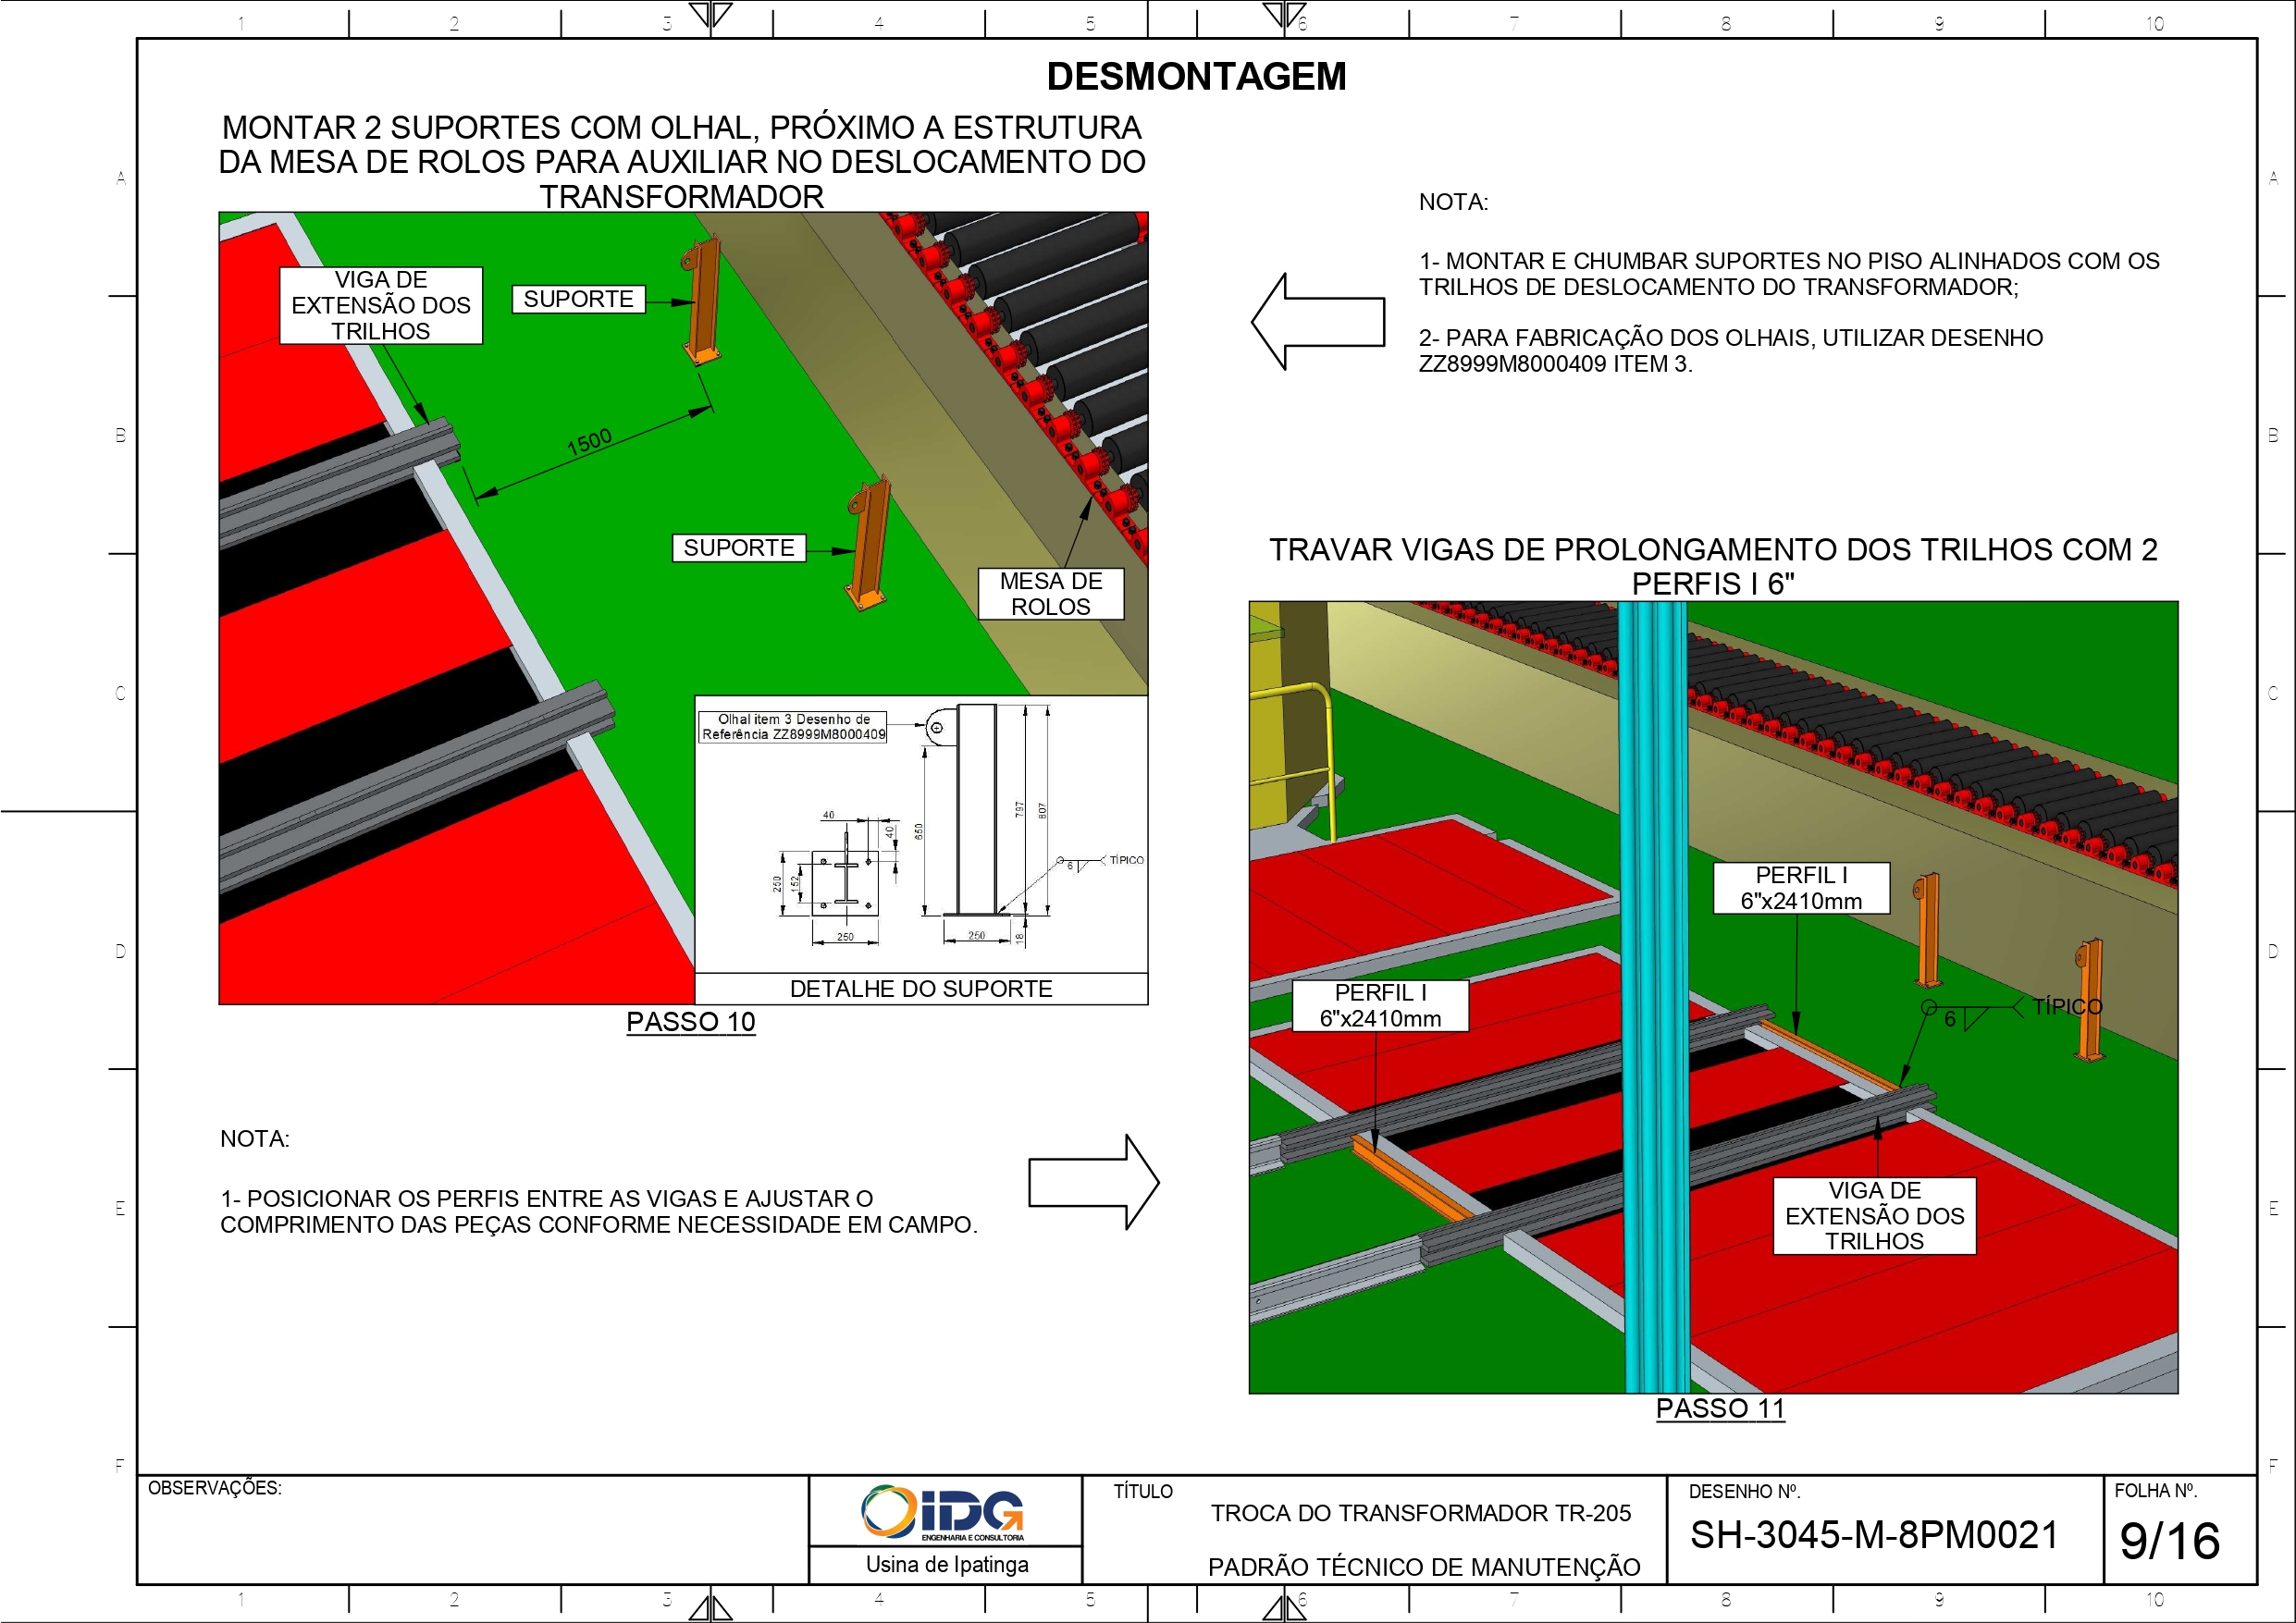 1 2 3 4 5 6 7 8 9 10
DESMONTAGEM
MONTAR 2 SUPORTES COM OLHAL, PRÓXIMO A ESTRUTURA
DA MESA DE ROLOS PARA AUXILIAR NO DESLOCAMENTO DO
TRANSFORMADOR
VIGA DE
EXTENSÃO DOS
TRILHOS
SUPORTE
1500
SUPORTE
MESA DE
ROLOS
Olhal item 3 Desenho de
Referência ZZ8999M8000409
40
40
250
152
250
650
797
807
6
TÍPICO
250
18
DETALHE DO SUPORTE
PASSO 10
NOTA:
1- MONTAR E CHUMBAR SUPORTES NO PISO ALINHADOS COM OS
TRILHOS DE DESLOCAMENTO DO TRANSFORMADOR;
2- PARA FABRICAÇÃO DOS OLHAIS, UTILIZAR DESENHO
ZZ8999M8000409 ITEM 3.
TRAVAR VIGAS DE PROLONGAMENTO DOS TRILHOS COM 2
PERFIS I 6"
PERFIL I
6"x2410mm
PERFIL I
6"x2410mm
6
TÍPICO
VIGA DE
EXTENSÃO DOS
TRILHOS
PASSO 11
NOTA:
1- POSICIONAR OS PERFIS ENTRE AS VIGAS E AJUSTAR O
COMPRIMENTO DAS PEÇAS CONFORME NECESSIDADE EM CAMPO.
A
B
C
D
E
F
A
B
C
D
E
F
OBSERVAÇÕES:
IDG
ENGENHARIA E CONSULTORIA
Usina de Ipatinga
TÍTULO
TROCA DO TRANSFORMADOR TR-205
PADRÃO TÉCNICO DE MANUTENÇÃO
DESENHO Nº.
SH-3045-M-8PM0021
FOLHA Nº.
9/16
1 2 3 4 5 6 7 8 9 10